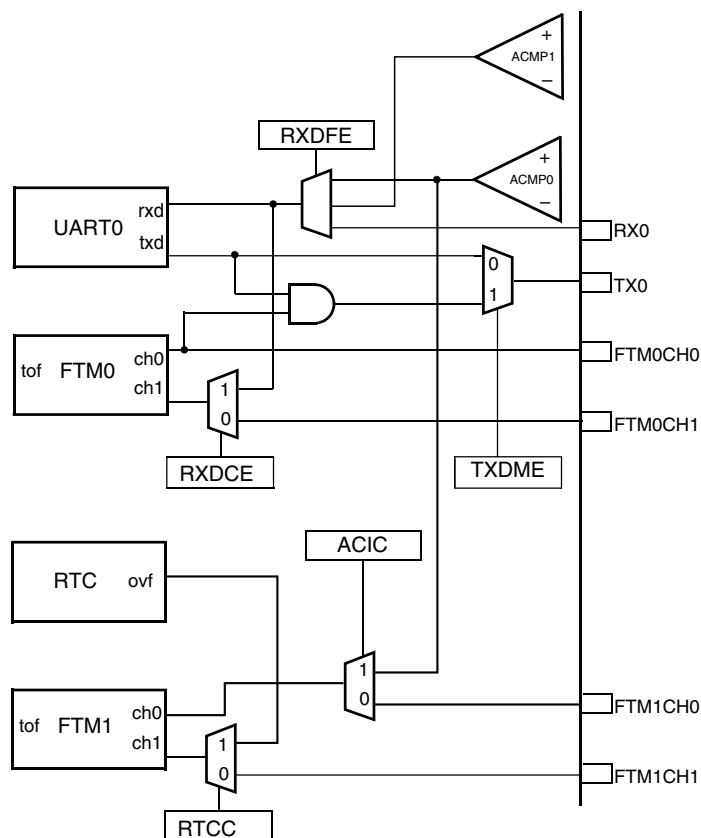 +
ACMP1
−
RXDFE
+
ACMP0
−
UART0
rxd
txd
RX0
0
1
TX0
tof
FTM0
ch0
ch1
FTM0CH0
1
0
FTM0CH1
RXDCE
TXDME
ACIC
RTC
ovf
1
0
tof
FTM1
ch0
ch1
FTM1CH0
1
0
FTM1CH1
RTCC